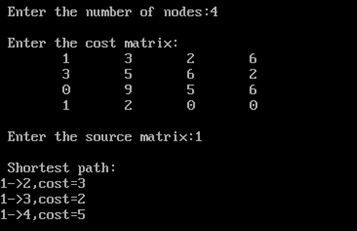 Enter the number of nodes:4
Enter the cost matrix:
1 3 2 6
3 5 6 2
0 9 5 6
1 2 0 0
Enter the source matrix:1
Shortest path:
1->2,cost=3
1->3,cost=2
1->4,cost=5